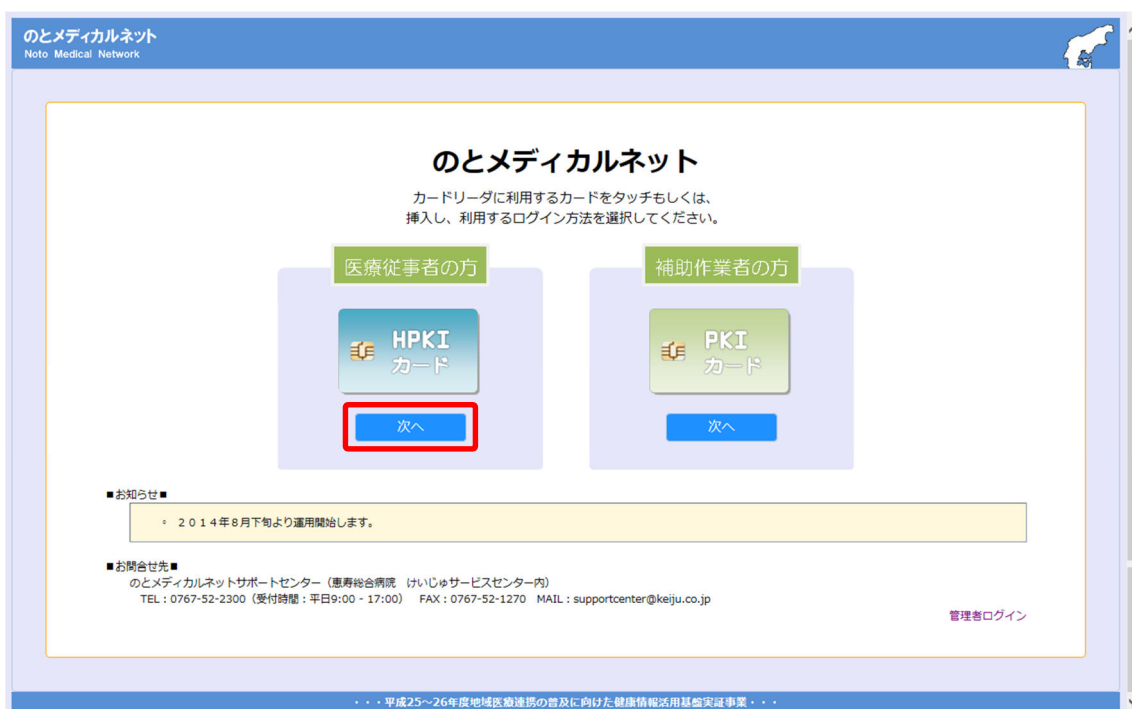 のとメディカルネット
Noto Medical Network
のとメディカルネット
カードリーダに利用するカードをタッチもしくは、
挿入し、利用するログイン方法を選択してください。
医療従事者の方
HPKI
カード
次へ
補助作業者の方
PKI
カード
次へ
■お知らせ■
◦ ２０１４年８月下旬より運用開始します。
■お問合せ先■
のとメディカルネットサポートセンター（恵寿総合病院　けいじゅサービスセンター内）
TEL：0767-52-2300（受付時間：平日9:00 - 17:00）　FAX：0767-52-1270　MAIL：supportcenter@keiju.co.jp
管理者ログイン
・・・平成25～26年度地域医療連携の普及に向けた健康情報活用基盤実証事業・・・